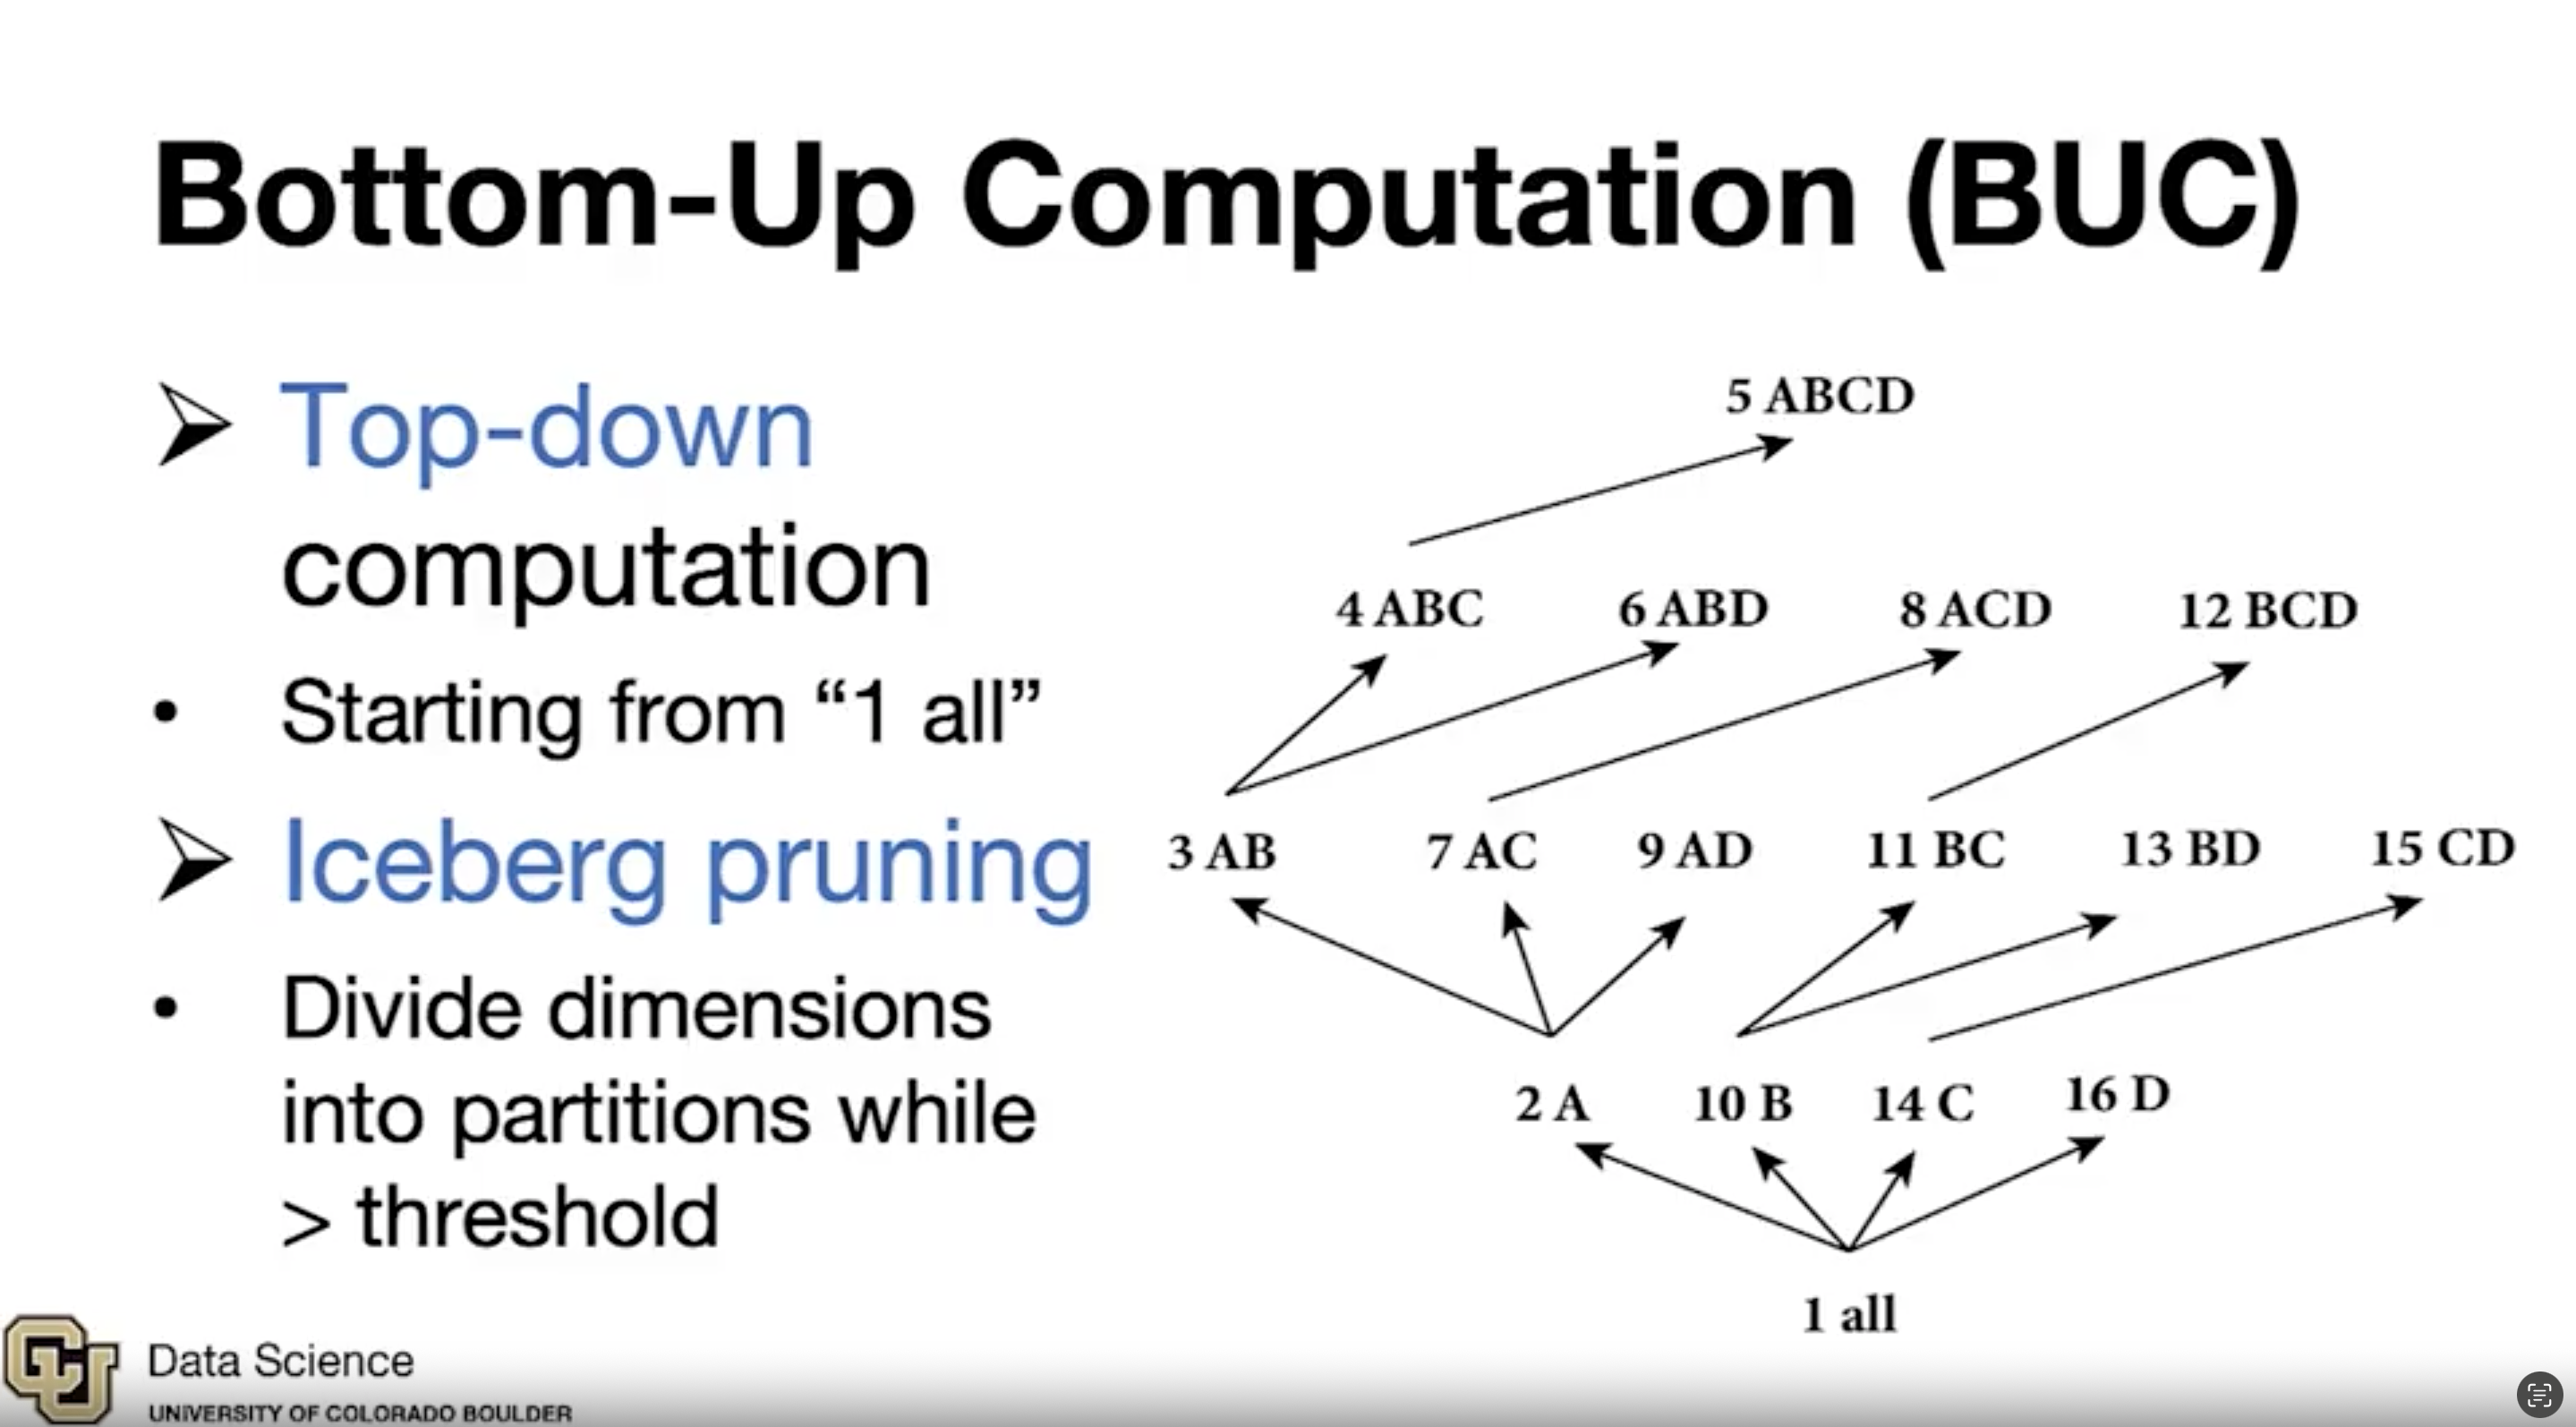 Bottom-Up Computation (BUC)
➢ Top-down
computation
• Starting from “1 all”
➢ Iceberg pruning
• Divide dimensions
into partitions while
> threshold
5 ABCD
4 ABC 6 ABD 8 ACD 12 BCD
3 AB 7 AC 9 AD 11 BC 13 BD 15 CD
2 A 10 B 14 C 16 D
1 all
CU
Data Science
UNIVERSITY OF COLORADO BOULDER